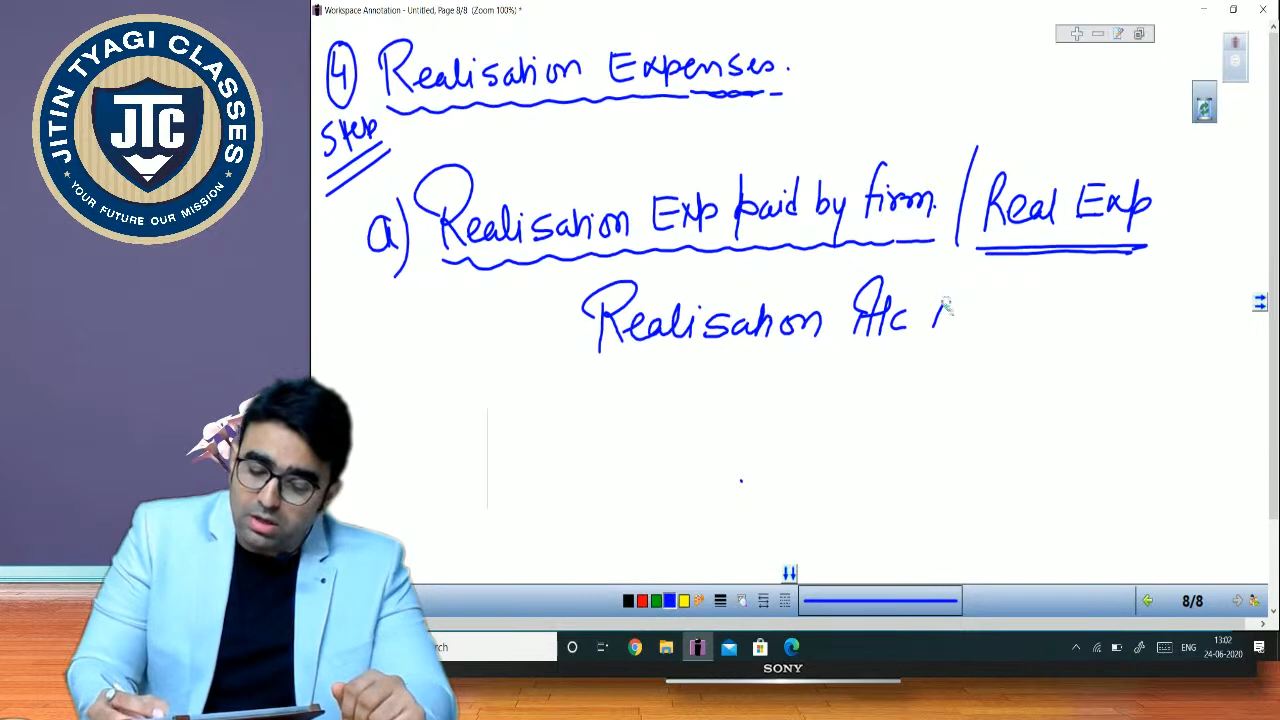 Workspace Annotation - Untitled, Page 8/8 (Zoom 100%) *
JITIN TYAGI CLASSES
JTC
YOUR FUTURE OUR MISSION
4 Realisation Expenses.
Step
a) Realisation Exp paid by firm. / Real Exp
Realisation A/c
8/8
rch
ENG
13:02
24-06-2020
SONY